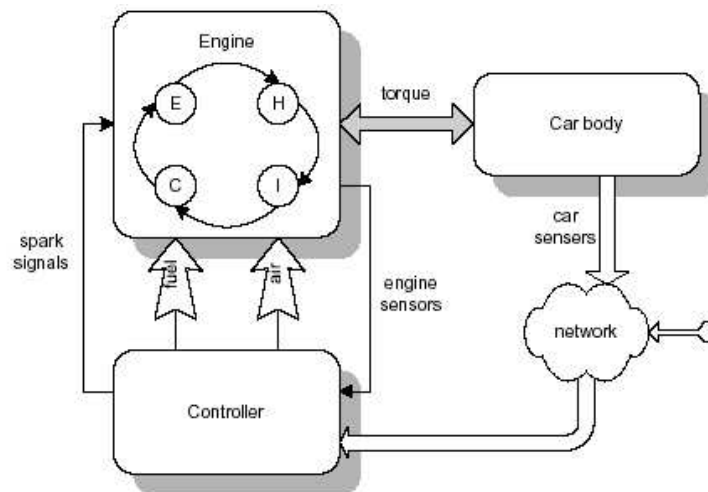 Engine
E
H
C
I
torque
Car body
spark
signals
fuel
air
engine
sensors
car
sensers
network
Controller